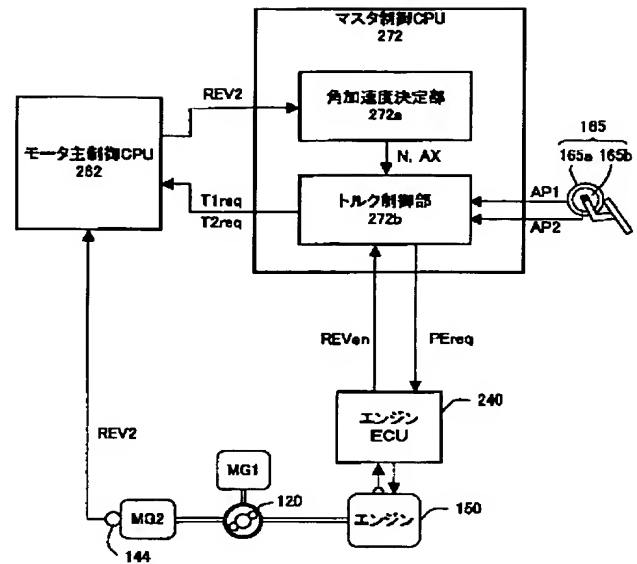 マスタ制御CPU
272
角加速度決定部
272a
REV2
モータ主制御CPU
262
N, AX
165
165a 165b
トルク制御部
272b
T1req
T2req
AP1
AP2
REVen
PEreq
240
エンジン
ECU
REV2
MG1
120
MG2
144
エンジン
150